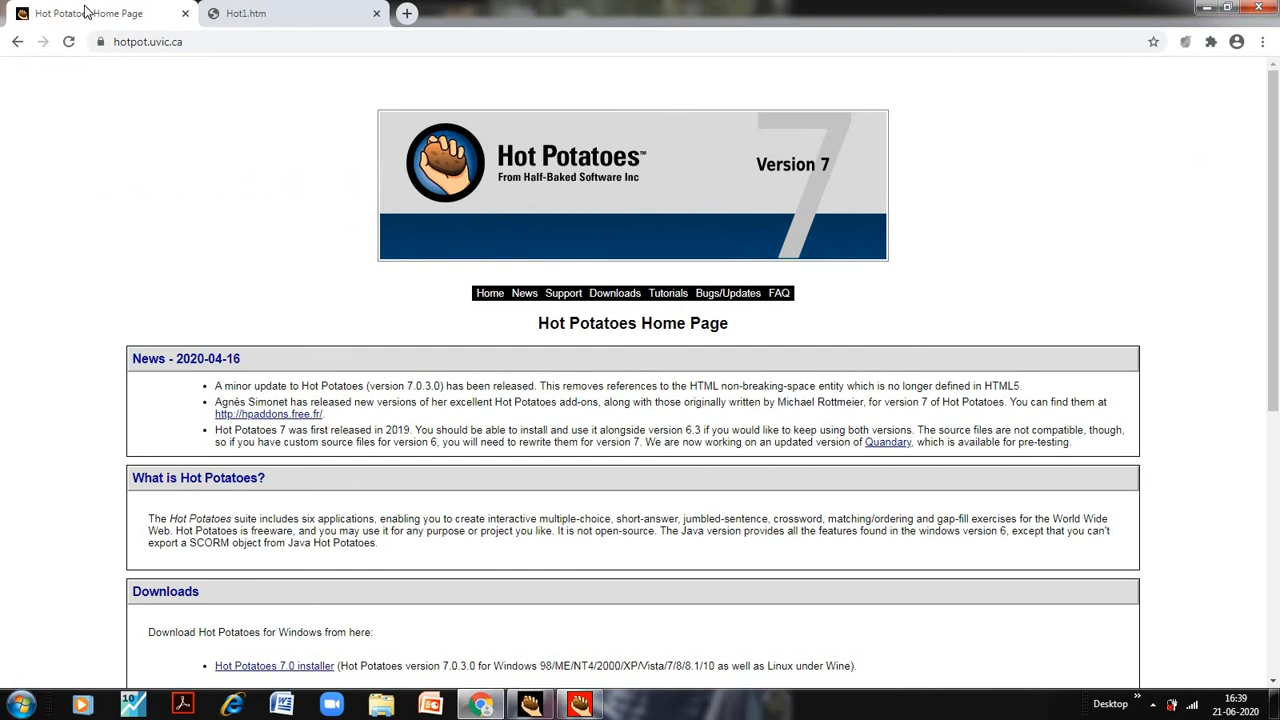 Hot Potatoes Home Page
Hot1.htm
hotpot.uvic.ca
Hot Potatoes™
From Half-Baked Software Inc
Version 7
7
Home News Support Downloads Tutorials Bugs/Updates FAQ
Hot Potatoes Home Page
News - 2020-04-16
• A minor update to Hot Potatoes (version 7.0.3.0) has been released. This removes references to the HTML non-breaking-space entity which is no longer defined in HTML5.
• Agnès Simonet has released new versions of her excellent Hot Potatoes add-ons, along with those originally written by Michael Rottmeier, for version 7 of Hot Potatoes. You can find them at
http://hpaddons.free.fr/.
• Hot Potatoes 7 was first released in 2019. You should be able to install and use it alongside version 6.3 if you would like to keep using both versions. The source files are not compatible, though,
so if you have custom source files for version 6, you will need to rewrite them for version 7. We are now working on an updated version of Quandary, which is available for pre-testing.
What is Hot Potatoes?
The Hot Potatoes suite includes six applications, enabling you to create interactive multiple-choice, short-answer, jumbled-sentence, crossword, matching/ordering and gap-fill exercises for the World Wide
Web. Hot Potatoes is freeware, and you may use it for any purpose or project you like. It is not open-source. The Java version provides all the features found in the windows version 6, except that you can't
export a SCORM object from Java Hot Potatoes.
Downloads
Download Hot Potatoes for Windows from here:
• Hot Potatoes 7.0 installer (Hot Potatoes version 7.0.3.0 for Windows 98/ME/NT4/2000/XP/Vista/7/8/8.1/10 as well as Linux under Wine).
10
Desktop
16:39
21-06-2020